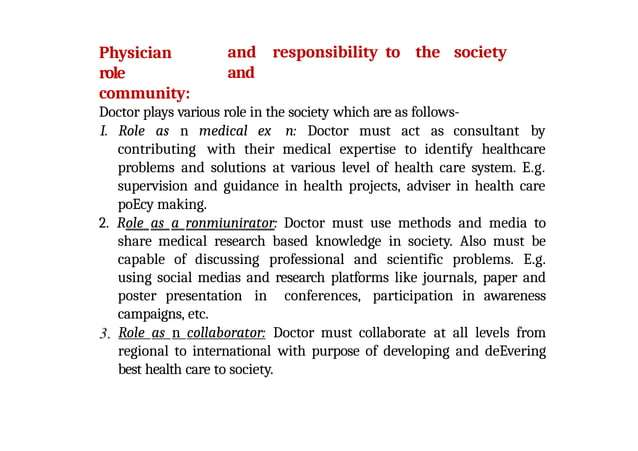 Physician and responsibility to the society
role and
community:
Doctor plays various role in the society which are as follows-
I. Role as n medical ex n: Doctor must act as consultant by
contributing with their medical expertise to identify healthcare
problems and solutions at various level of health care system. E.g.
supervision and guidance in health projects, adviser in health care
poEcy making.
2. Role as a ronmiunirator: Doctor must use methods and media to
share medical research based knowledge in society. Also must be
capable of discussing professional and scientific problems. E.g.
using social medias and research platforms like journals, paper and
poster presentation in conferences, participation in awareness
campaigns, etc.
3. Role as n collaborator: Doctor must collaborate at all levels from
regional to international with purpose of developing and deEvering
best health care to society.